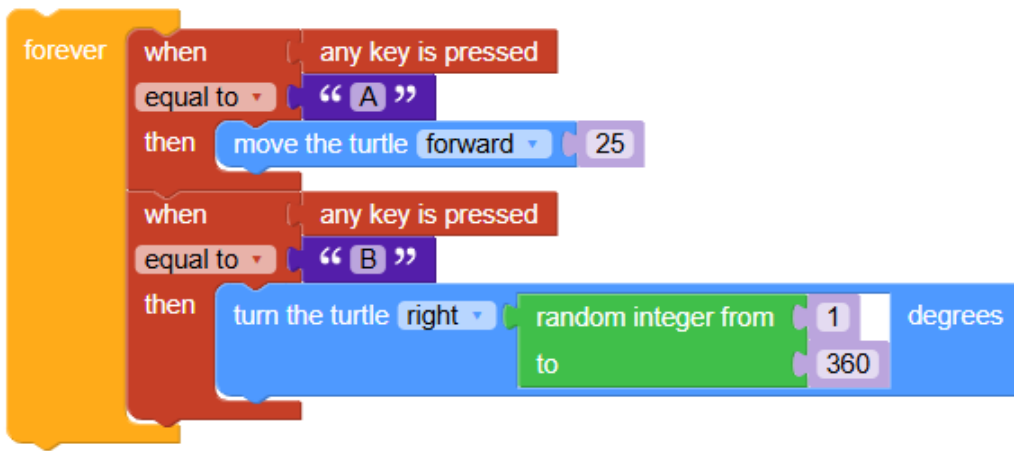 forever when any key is pressed
equal to “ A ”
then move the turtle forward 25
when any key is pressed
equal to “ B ”
then turn the turtle right random integer from 1 degrees
to 360